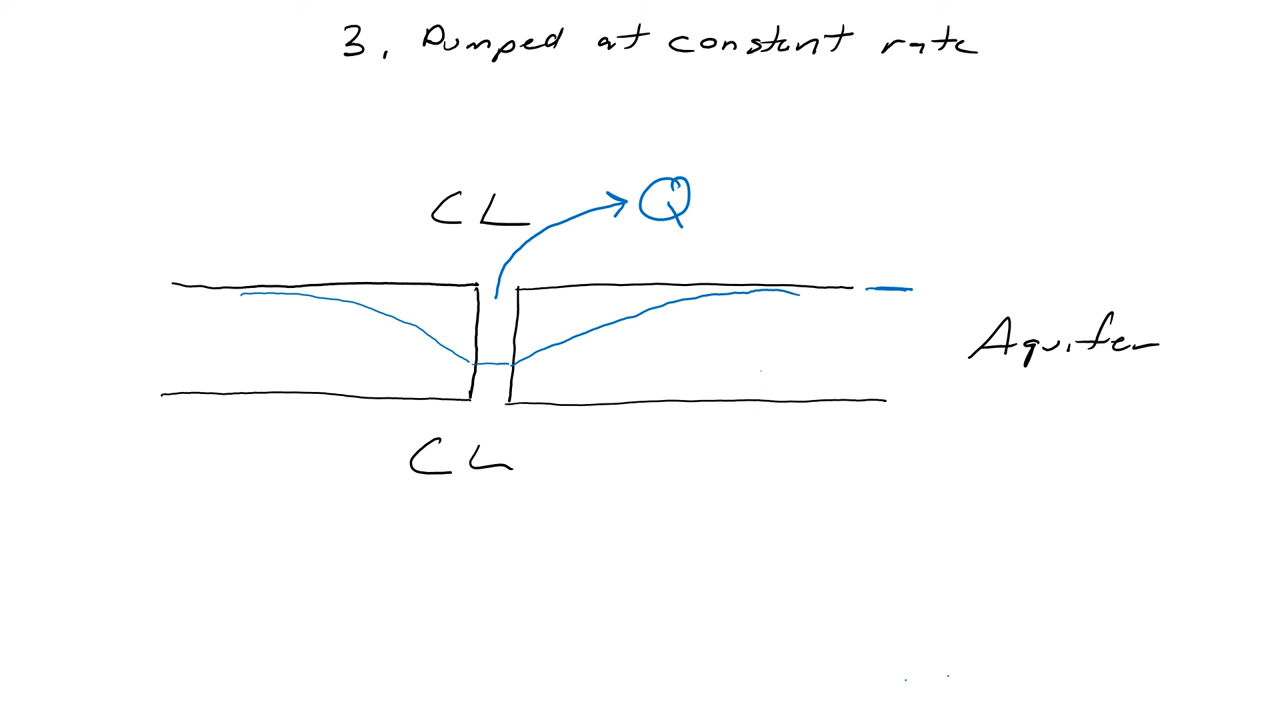 3. Pumped at constant rate
CL
Q
Aquifer
CL